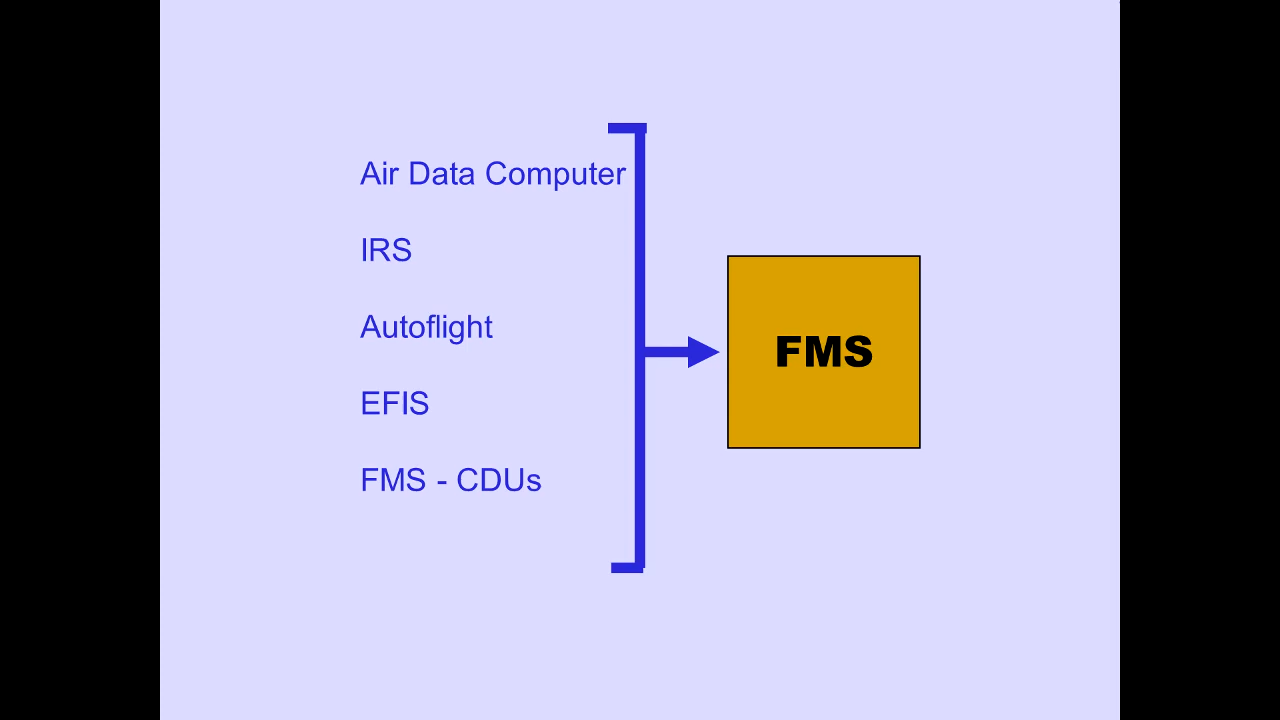 Air Data Computer
IRS
Autoflight
EFIS
FMS - CDUs
FMS